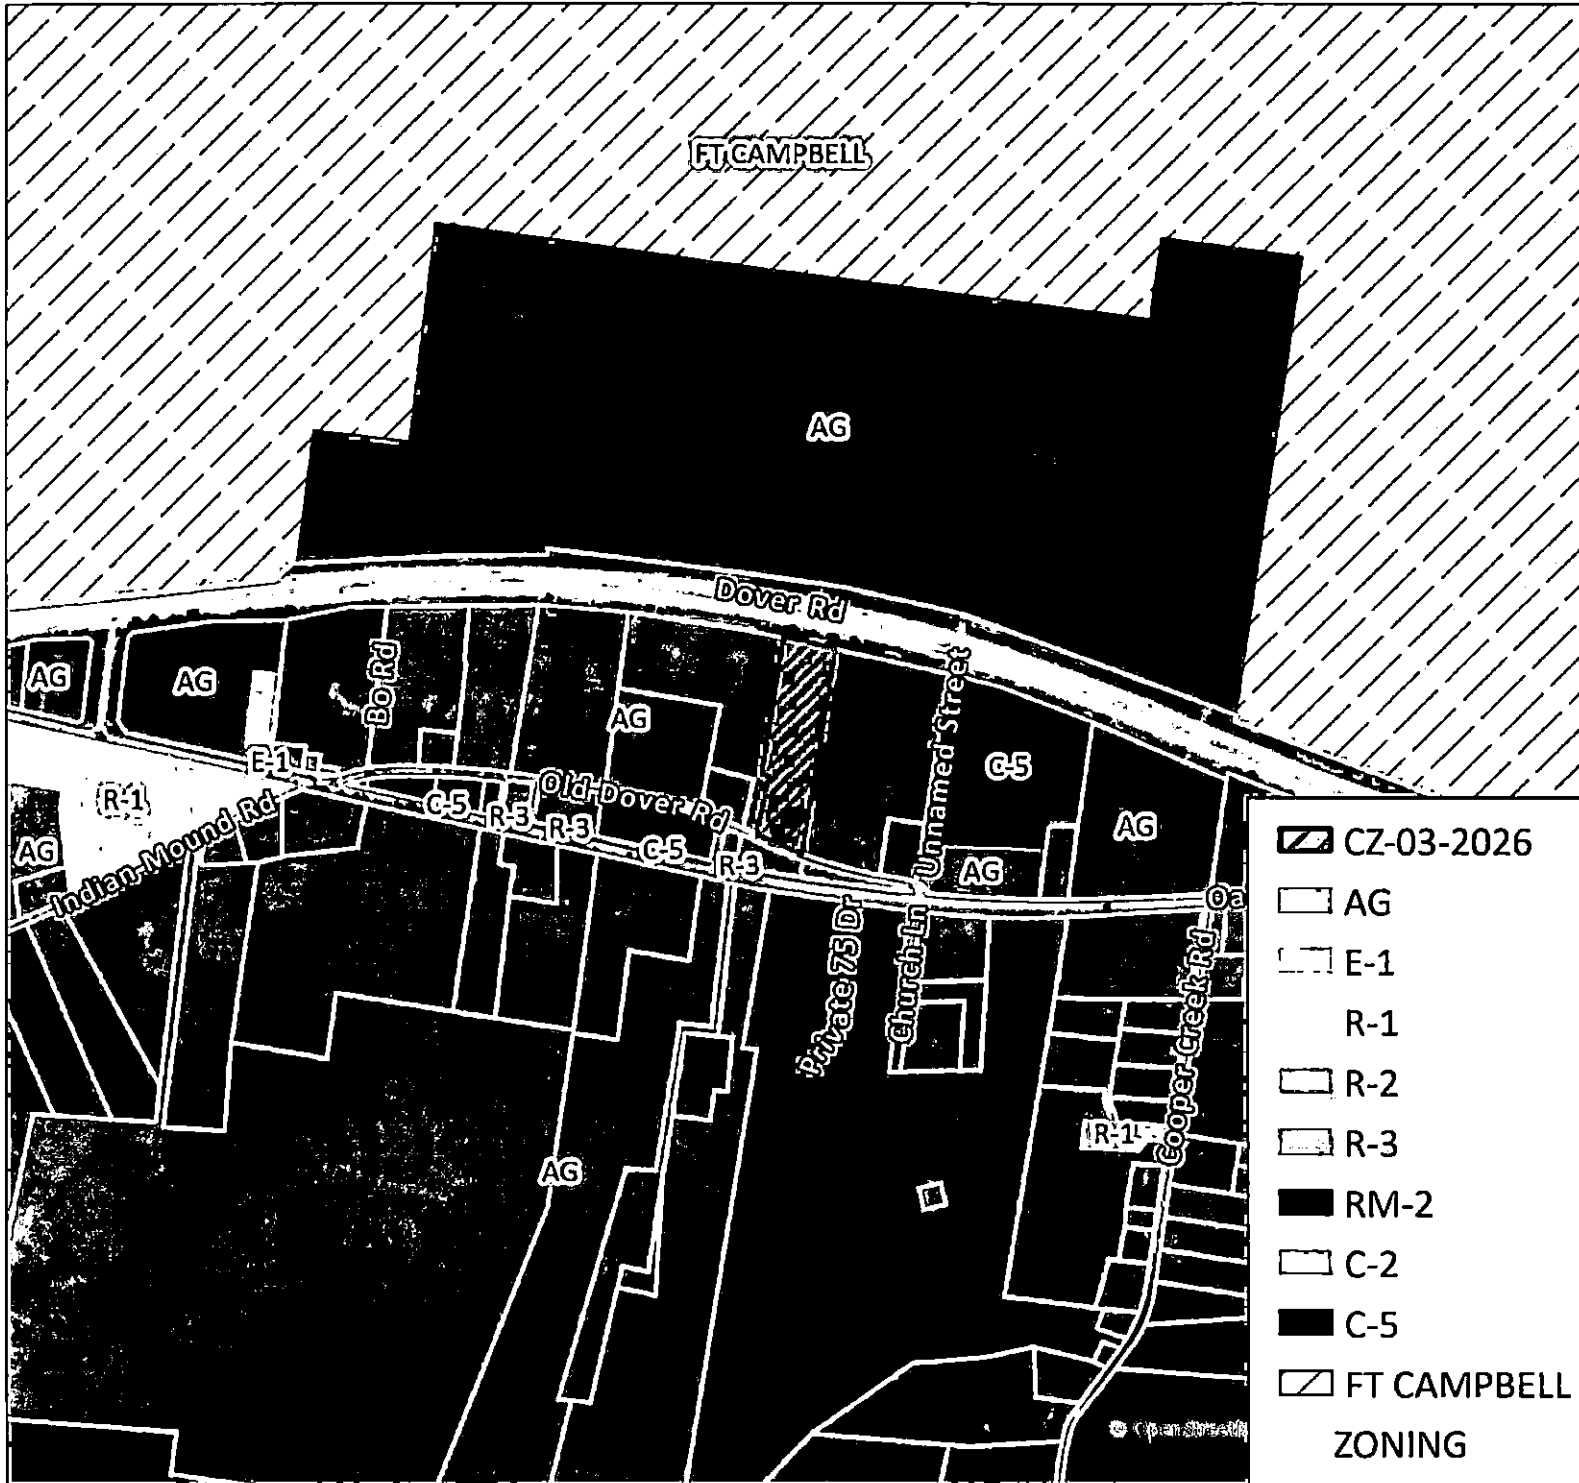 FT CAMPBELL
AG
Dover Rd
AG
AG
Bo Rd
AG
Unnamed Street
C-5
E-1
R-1
Old Dover Rd
C-5
R-3
R-3
C-5
R-3
AG
AG
AG
Indian Mound Rd
Oa
Private 75 Dr
Church Ln
Cooper Creek Rd
R-1
AG
© OpenStreetM
CZ-03-2026
AG
E-1
R-1
R-2
R-3
RM-2
C-2
C-5
FT CAMPBELL
ZONING